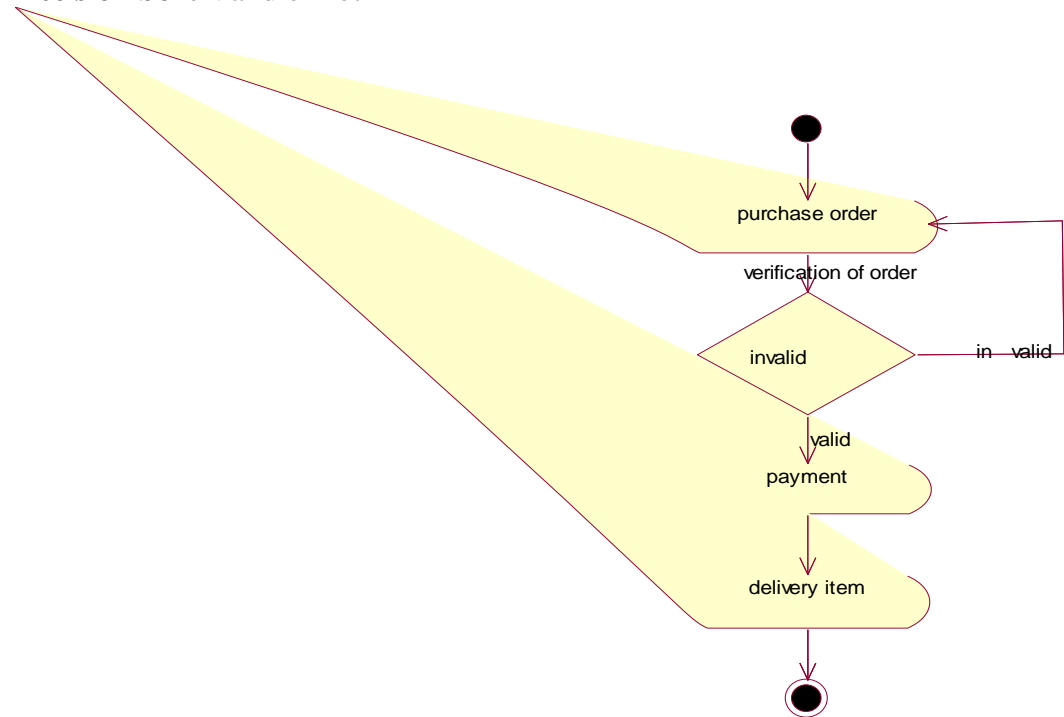 purchase order
verification of order
invalid
in valid
valid
payment
delivery item